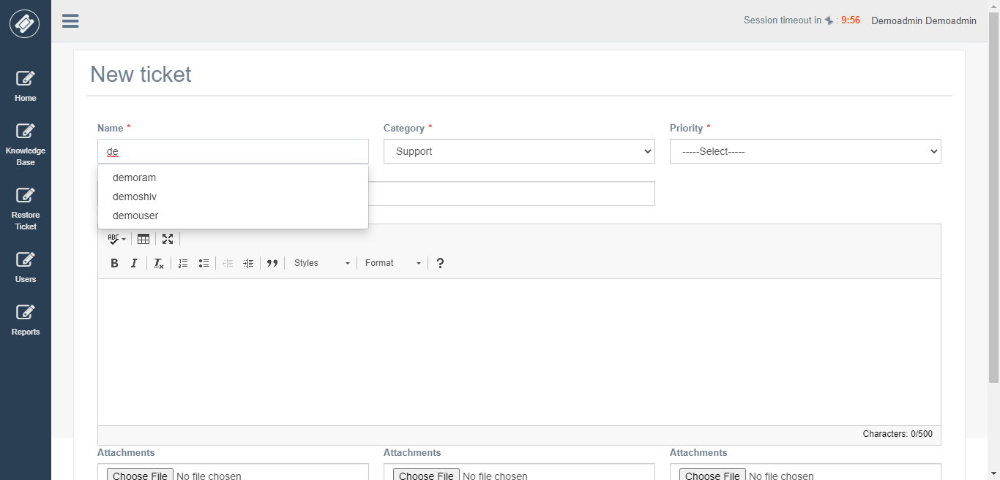 Session timeout in : 9:56 Demoadmin Demoadmin
Home
Knowledge
Base
Restore
Ticket
Users
Reports
New ticket
Name * Category * Priority *
de Support -----Select-----
demoram
demoshiv
demouser
ABC
B I Tx Styles Format ?
Characters: 0/500
Attachments Attachments Attachments
Choose File No file chosen Choose File No file chosen Choose File No file chosen